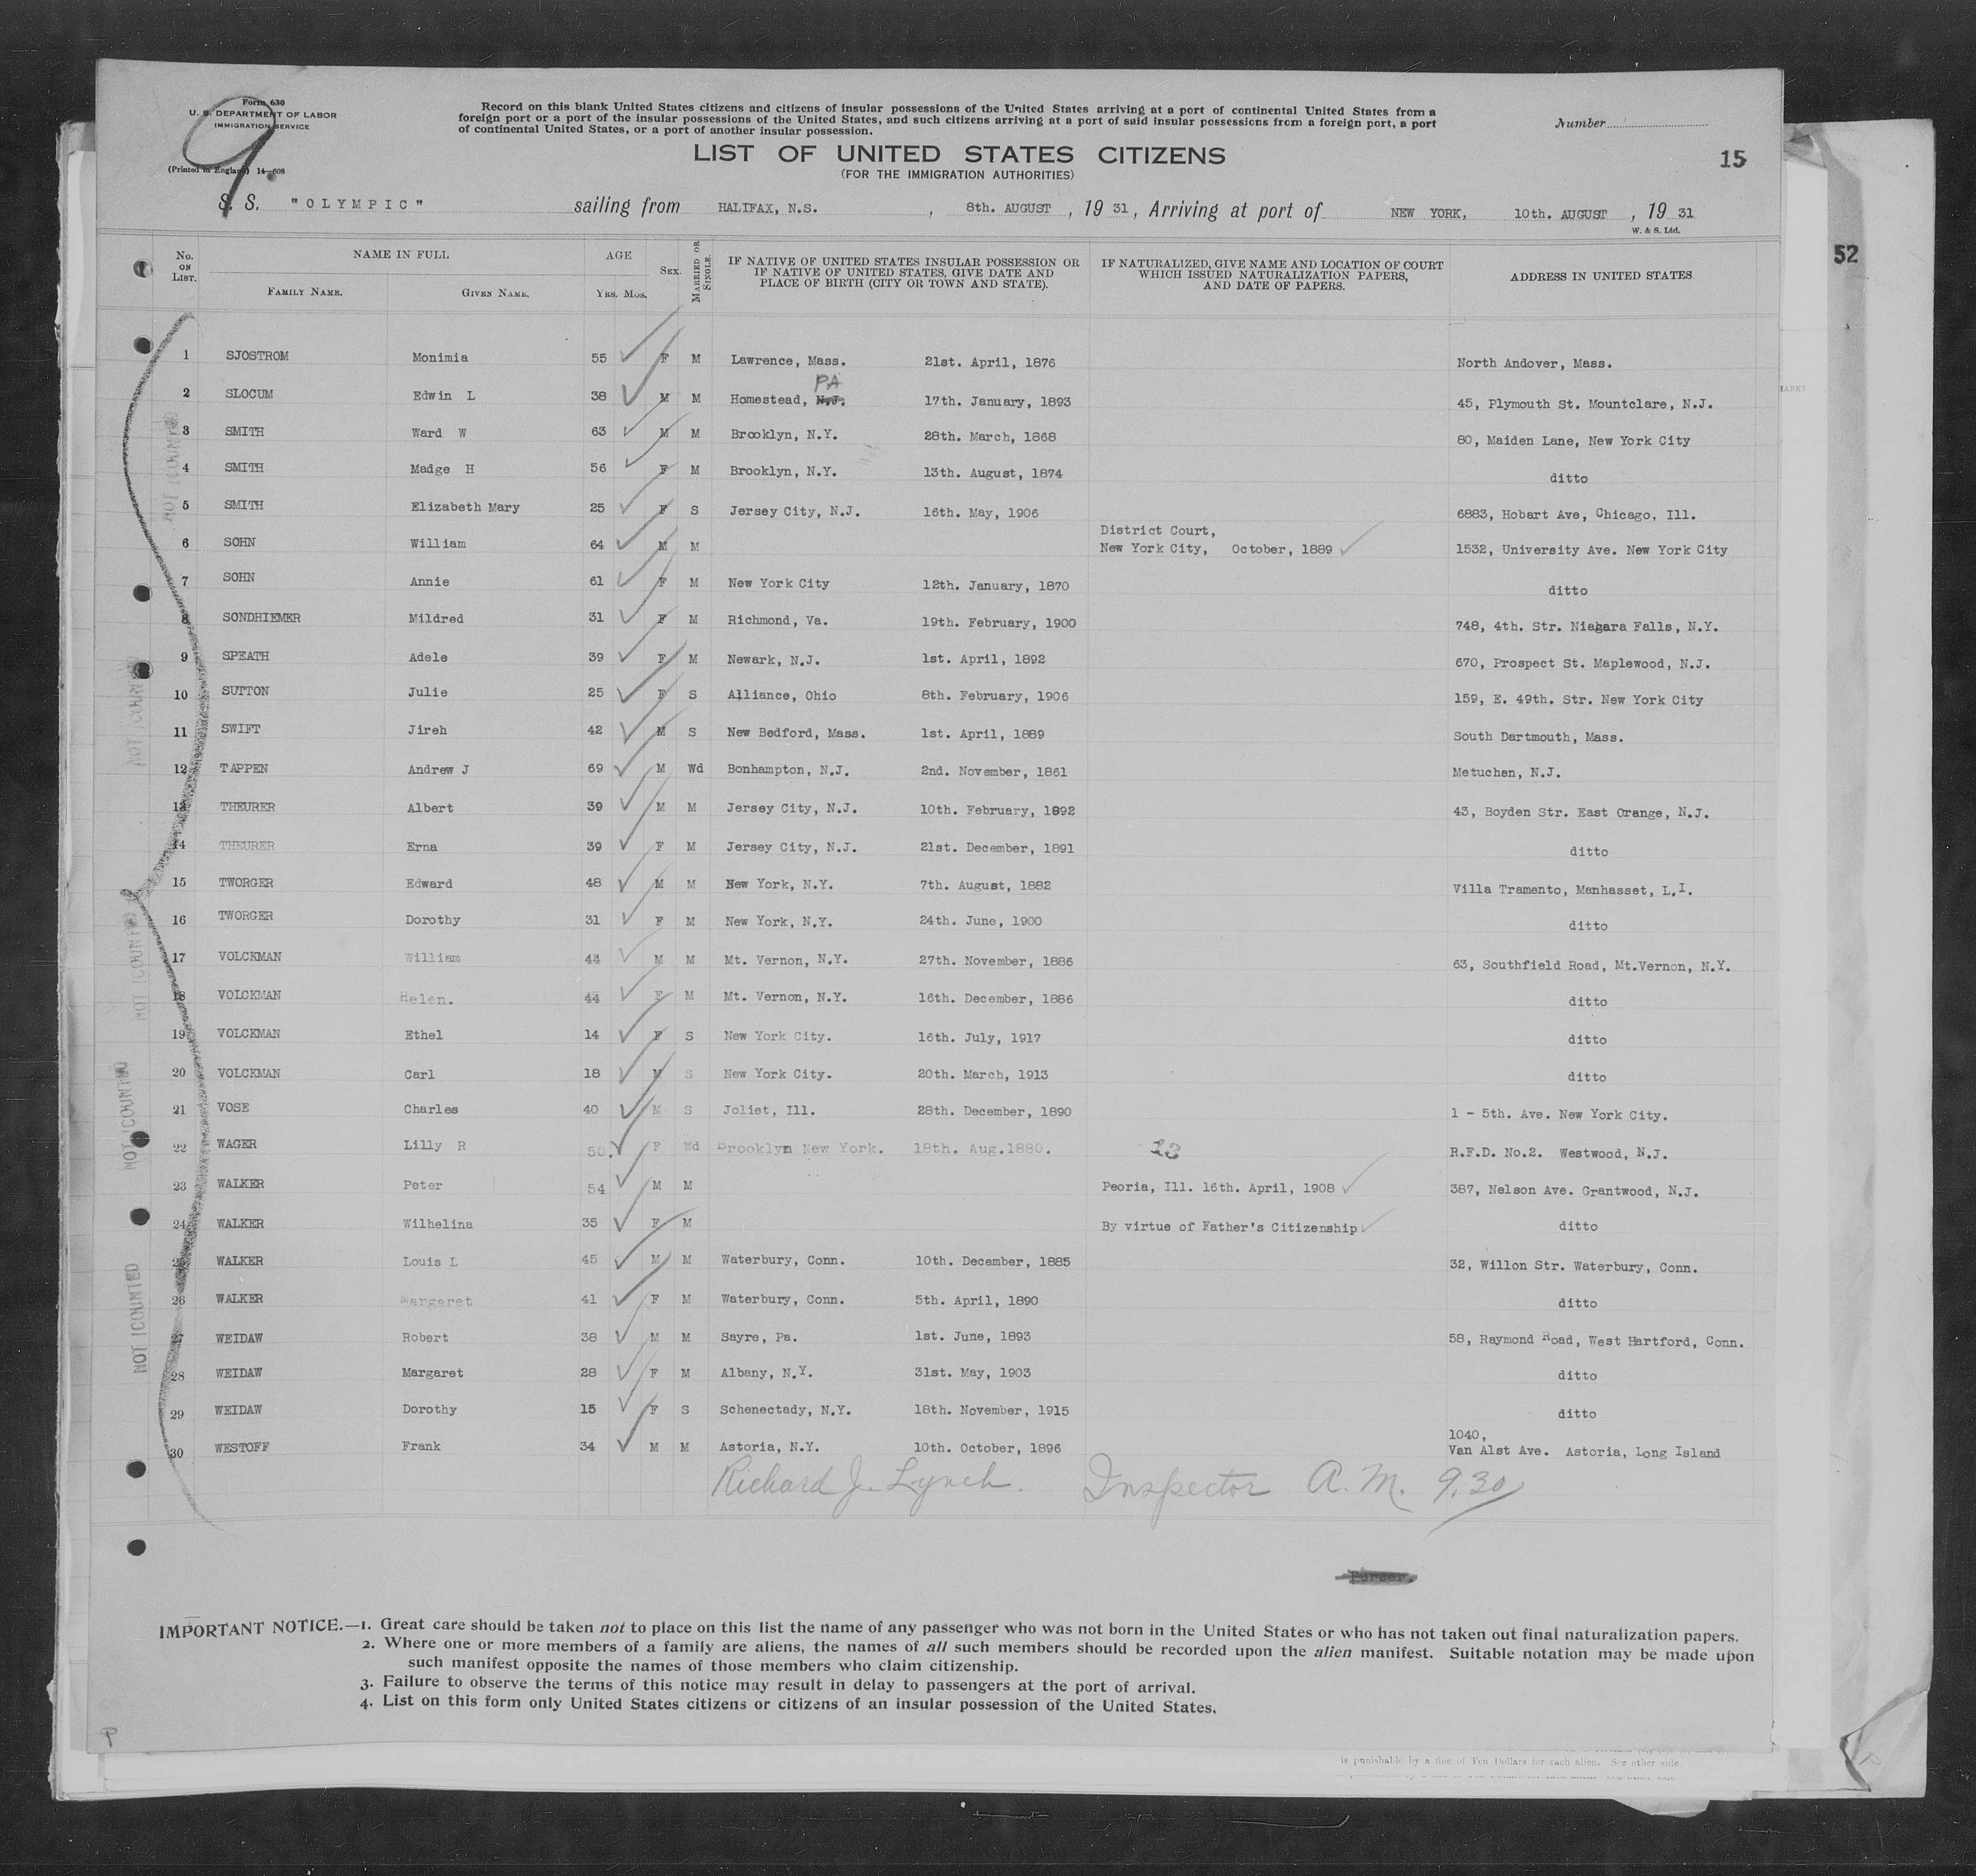 Form 630
U. S. DEPARTMENT OF LABOR
IMMIGRATION SERVICE
(Printed in England) 14—608
9.
Record on this blank United States citizens and citizens of insular possessions of the United States arriving at a port of continental United States from a
foreign port or a port of the insular possessions of the United States, and such citizens arriving at a port of said insular possessions from a foreign port, a port
of continental United States, or a port of another insular possession.
Number
LIST OF UNITED STATES CITIZENS
(FOR THE IMMIGRATION AUTHORITIES)
15
S. S. "OLYMPIC" sailing from HALIFAX, N.S. , 8th. AUGUST , 19 31 , Arriving at port of NEW YORK, 10th. AUGUST , 19 31
W. & S. Ltd.
52
No. ON LIST. NAME IN FULL FAMILY NAME. GIVEN NAME. AGE YRS. MOS. SEX. MARRIED OR SINGLE. IF NATIVE OF UNITED STATES INSULAR POSSESSION OR IF NATIVE OF UNITED STATES, GIVE DATE AND PLACE OF BIRTH (CITY OR TOWN AND STATE). IF NATURALIZED, GIVE NAME AND LOCATION OF COURT WHICH ISSUED NATURALIZATION PAPERS, AND DATE OF PAPERS. ADDRESS IN UNITED STATES
1 SJOSTROM Monimia 55 F M Lawrence, Mass. 21st. April, 1876 North Andover, Mass.
PA
2 SLOCUM Edwin L 38 M M Homestead, N.J. 17th. January, 1893 45, Plymouth St. Mountclare, N.J.
3 SMITH Ward W 63 M M Brooklyn, N.Y. 28th. March, 1868 80, Maiden Lane, New York City
4 SMITH Madge H 56 F M Brooklyn, N.Y. 13th. August, 1874 ditto
5 SMITH Elizabeth Mary 25 F S Jersey City, N.J. 16th. May, 1906 6883, Hobart Ave, Chicago, Ill.
District Court,
6 SOHN William 64 M M New York City, October, 1889 1532, University Ave. New York City
7 SOHN Annie 61 F M New York City 12th. January, 1870 ditto
8 SONDHIEMER Mildred 31 F M Richmond, Va. 19th. February, 1900 748, 4th. Str. Niagara Falls, N.Y.
9 SPEATH Adele 39 F M Newark, N.J. 1st. April, 1892 670, Prospect St. Maplewood, N.J.
10 SUTTON Julie 25 F S Alliance, Ohio 8th. February, 1906 159, E. 49th. Str. New York City
11 SWIFT Jireh 42 M S New Bedford, Mass. 1st. April, 1889 South Dartmouth, Mass.
12 TAPPEN Andrew J 69 M Wd Bonhampton, N.J. 2nd. November, 1861 Metuchen, N.J.
13 THEURER Albert 39 M M Jersey City, N.J. 10th. February, 1892 43, Boyden Str. East Orange, N.J.
14 THEURER Erna 39 F M Jersey City, N.J. 21st. December, 1891 ditto
15 TWORGER Edward 48 M M New York, N.Y. 7th. August, 1882 Villa Tramento, Manhasset, L.I.
16 TWORGER Dorothy 31 F M New York, N.Y. 24th. June, 1900 ditto
17 VOLCKMAN William 44 M M Mt. Vernon, N.Y. 27th. November, 1886 63, Southfield Road, Mt.Vernon, N.Y.
18 VOLCKMAN Helen. 44 F M Mt. Vernon, N.Y. 16th. December, 1886 ditto
19 VOLCKMAN Ethel 14 F S New York City. 16th. July, 1917 ditto
20 VOLCKMAN Carl 18 M S New York City. 20th. March, 1913 ditto
21 VOSE Charles 40 M S Joliet, Ill. 28th. December, 1890 1 - 5th. Ave. New York City.
22 WAGER Lilly R 50. F Wd Brooklyn New York. 18th. Aug.1880. 23 R.F.D. No.2. Westwood, N.J.
23 WALKER Peter 54 M M Peoria, Ill. 16th. April, 1908 387, Nelson Ave. Grantwood, N.J.
24 WALKER Wilhelina 35 F M By virtue of Father's Citizenship ditto
25 WALKER Louis L 45 M M Waterbury, Conn. 10th. December, 1885 32, Willon Str. Waterbury, Conn.
26 WALKER Margaret 41 F M Waterbury, Conn. 5th. April, 1890 ditto
27 WEIDAW Robert 38 M M Sayre, Pa. 1st. June, 1893 58, Raymond Road, West Hartford, Conn.
28 WEIDAW Margaret 28 F M Albany, N.Y. 31st. May, 1903 ditto
29 WEIDAW Dorothy 15 F S Schenectady, N.Y. 18th. November, 1915 ditto
1040,
30 WESTOFF Frank 34 M M Astoria, N.Y. 10th. October, 1896 Van Alst Ave. Astoria, Long Island
NOT COUNTED
NOT COUNTED
NOT COUNTED
NOT COUNTED
NOT COUNTED
Richard J. Lynch. Inspector A.M. 9.30
Purser.
IMPORTANT NOTICE.—1. Great care should be taken not to place on this list the name of any passenger who was not born in the United States or who has not taken out final naturalization papers.
2. Where one or more members of a family are aliens, the names of all such members should be recorded upon the alien manifest. Suitable notation may be made upon
such manifest opposite the names of those members who claim citizenship.
3. Failure to observe the terms of this notice may result in delay to passengers at the port of arrival.
4. List on this form only United States citizens or citizens of an insular possession of the United States.
is punishable by a fine of Ten Dollars for each alien. See other side.